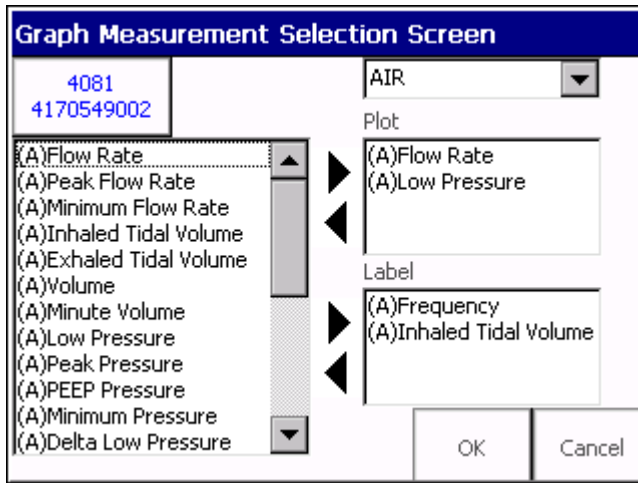 Graph Measurement Selection Screen
4081
4170549002
AIR
Plot
(A)Flow Rate
(A)Peak Flow Rate
(A)Minimum Flow Rate
(A)Inhaled Tidal Volume
(A)Exhaled Tidal Volume
(A)Volume
(A)Minute Volume
(A)Low Pressure
(A)Peak Pressure
(A)PEEP Pressure
(A)Minimum Pressure
(A)Delta Low Pressure
(A)Flow Rate
(A)Low Pressure
Label
(A)Frequency
(A)Inhaled Tidal Volume
OK
Cancel